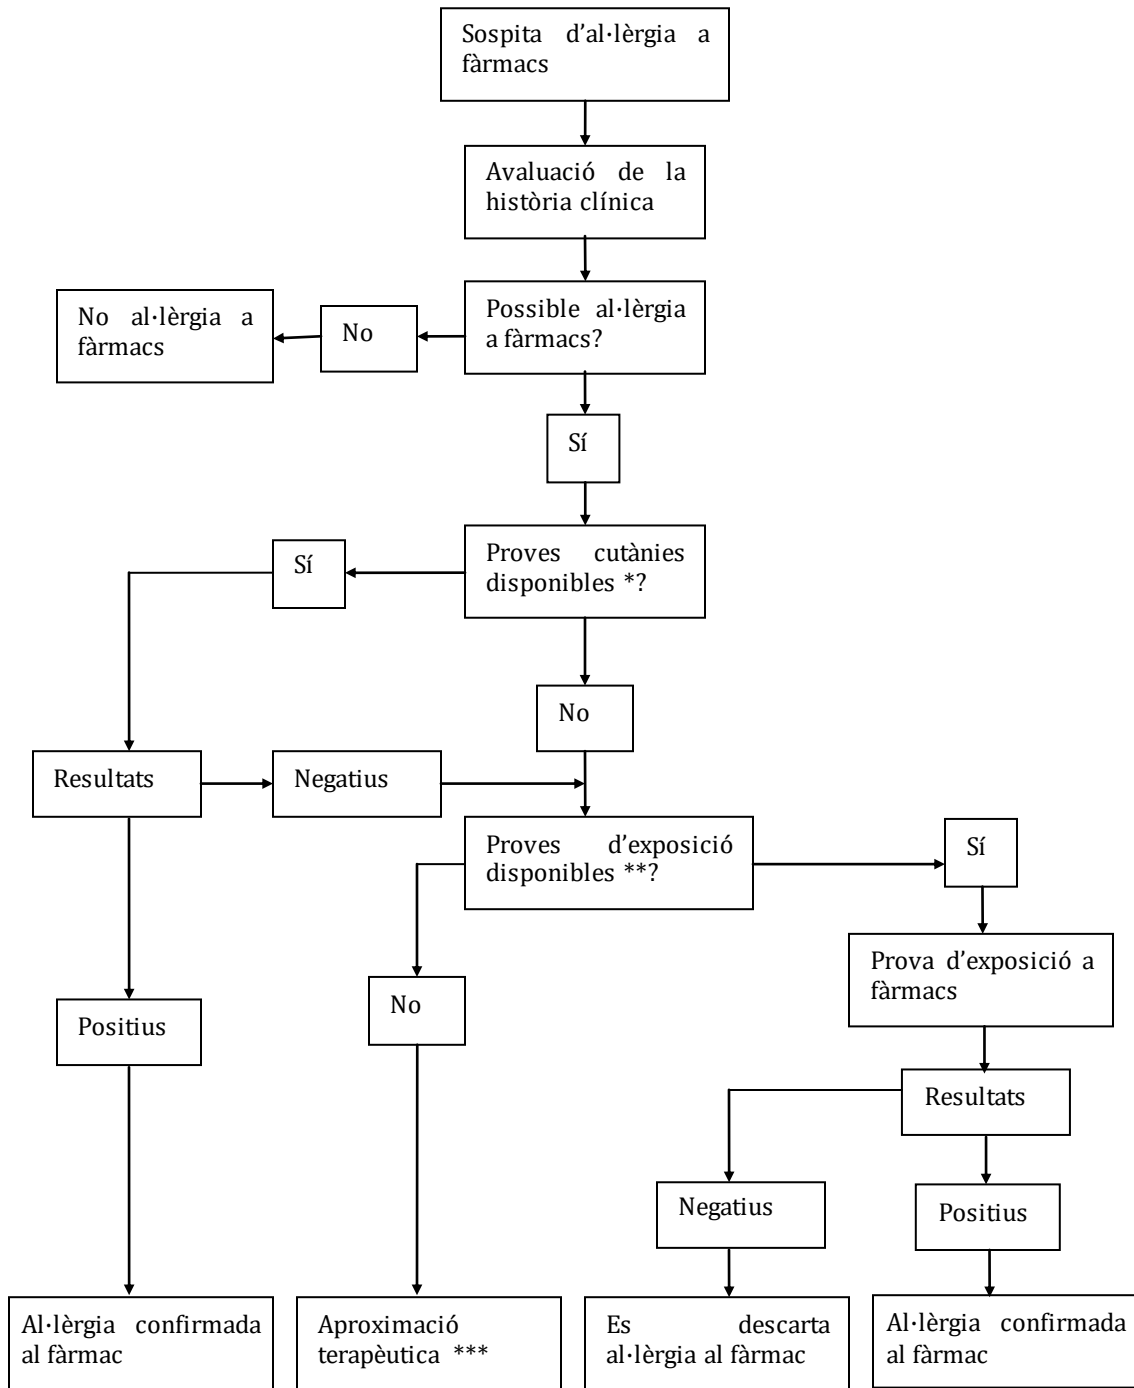 Sospita d’al·lèrgia a
fàrmacs
Avaluació de la
història clínica
Possible al·lèrgia
a fàrmacs?
No
No al·lèrgia a
fàrmacs
Sí
Proves cutànies
disponibles *?
Sí
No
Resultats
Negatius
Proves d’exposició
disponibles **?
Sí
Prova d’exposició a
fàrmacs
No
Positius
Resultats
Negatius
Positius
Al·lèrgia confirmada
al fàrmac
Aproximació
terapèutica ***
Es descarta
al·lèrgia al fàrmac
Al·lèrgia confirmada
al fàrmac